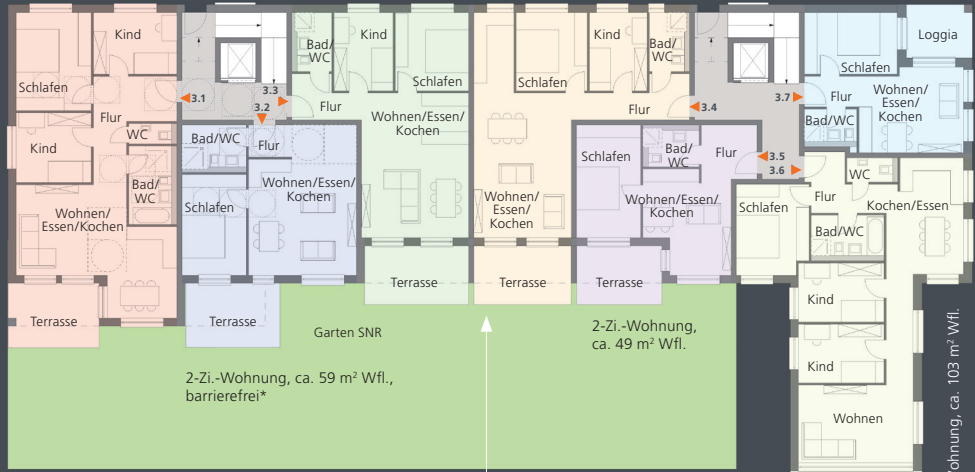 Kind
Schlafen
Flur
Kind
WC
Bad/
WC
Wohnen/
Essen/Kochen
Terrasse
3.1
3.2
3.3
Bad/WC
Flur
Schlafen
Wohnen/Essen/
Kochen
Terrasse
Bad/
WC
Kind
Schlafen
Flur
Wohnen/Essen/
Kochen
Terrasse
Schlafen
Kind
Bad/
WC
Flur
Wohnen/
Essen/
Kochen
Terrasse
3.4
3.7
3.5
3.6
Schlafen
Bad/
WC
Flur
Wohnen/Essen/
Kochen
Terrasse
Schlafen
Loggia
Flur
Bad/WC
Wohnen/
Essen/
Kochen
Schlafen
Flur
WC
Kochen/Essen
Bad/WC
Kind
Kind
Wohnen
Garten SNR
2-Zi.-Wohnung, ca. 59 m² Wfl.,
barrierefrei*
2-Zi.-Wohnung,
ca. 49 m² Wfl.
ca. 103 m² Wfl.